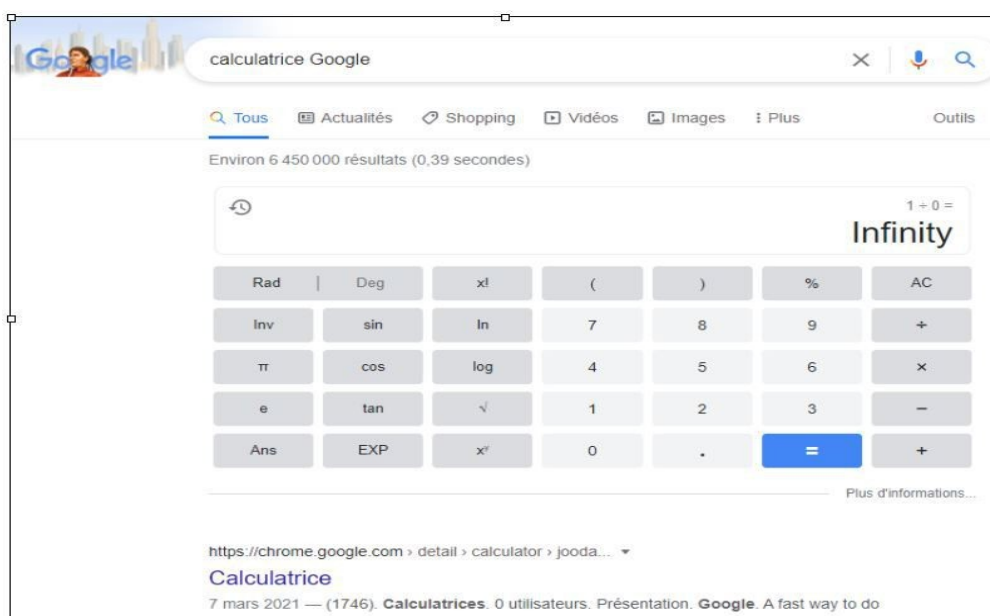 Google
calculatrice Google
Tous Actualités Shopping Vidéos Images Plus Outils
Environ 6 450 000 résultats (0,39 secondes)
1 ÷ 0 =
Infinity
Rad | Deg x! ( ) % AC
Inv sin ln 7 8 9 ÷
π cos log 4 5 6 ×
e tan √ 1 2 3 −
Ans EXP xʸ 0 . = +
Plus d'informations...
https://chrome.google.com › detail › calculator › jooda...
Calculatrice
7 mars 2021 — (1746). Calculatrices. 0 utilisateurs. Présentation. Google. A fast way to do